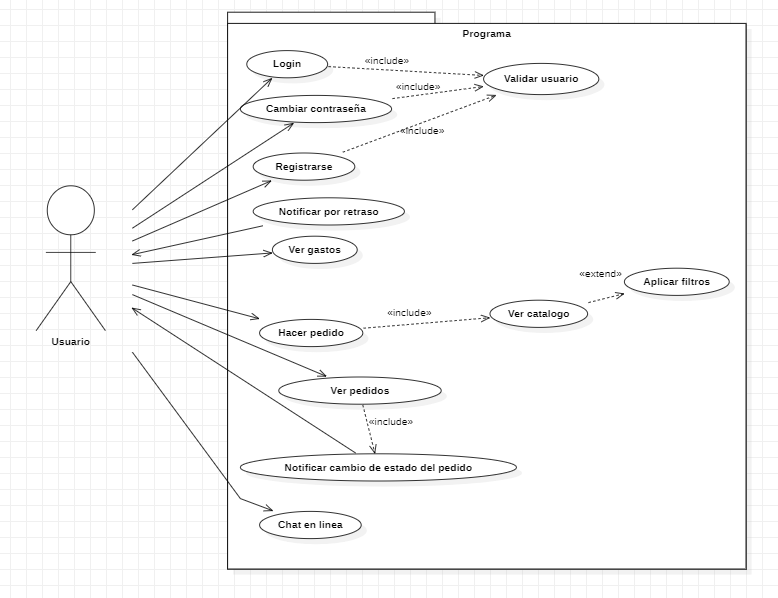 Programa
Login
«include»
Validar usuario
«include»
Cambiar contraseña
«include»
Registrarse
Notificar por retraso
Ver gastos
«extend»
Aplicar filtros
«include»
Ver catalogo
Hacer pedido
Usuario
Ver pedidos
«include»
Notificar cambio de estado del pedido
Chat en linea